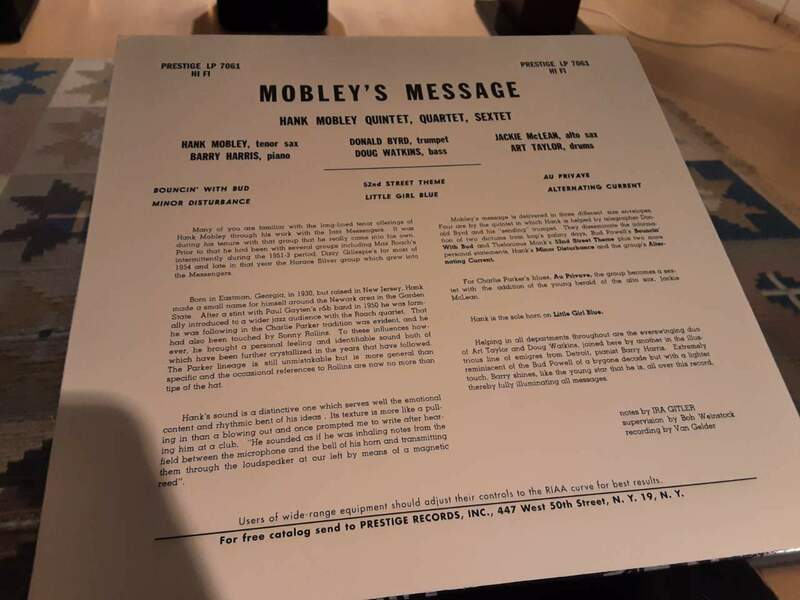 PRESTIGE LP 7061
HI FI
PRESTIGE LP 7061
HI FI
MOBLEY'S MESSAGE
HANK MOBLEY QUINTET, QUARTET, SEXTET
HANK MOBLEY, tenor sax
BARRY HARRIS, piano
DONALD BYRD, trumpet
DOUG WATKINS, bass
JACKIE McLEAN, alto sax
ART TAYLOR, drums
BOUNCIN' WITH BUD
MINOR DISTURBANCE
52nd STREET THEME
LITTLE GIRL BLUE
AU PRIVAVE
ALTERNATING CURRENT
Many of you are familiar with the long-lined tenor offerings of
Hank Mobley through his work with the Jazz Messengers. It was
during his tenure with that group that he really came into his own.
Prior to that he had been with several groups including Max Roach's
intermittently during the 1951-3 period, Dizzy Gillespie's for most of
1954 and late in that year the Horace Silver group which grew into
the Messengers.
Born in Eastman, Georgia, in 1930, but raised in New Jersey, Hank
made a small name for himself around the Newark area in the Garden
State. After a stint with Paul Gayten's r&b band in 1950 he was form-
ally introduced to a wider jazz audience with the Roach quartet. That
he was following in the Charlie Parker tradition was evident, and he
had also been touched by Sonny Rollins. To these influences how-
ever, he brought a personal feeling and identifiable sound both of
which have been further crystallized in the years that have followed.
The Parker lineage is still unmistakable but is more general than
specific and the occasional references to Rollins are now no more than
tips of the hat.
Hank's sound is a distinctive one which serves well the emotional
content and rhythmic bent of his ideas. Its texture is more like a pull-
ing in than a blowing out and once prompted me to write after hear-
ing him at a club. "He sounded as if he was inhaling notes from the
field between the microphone and the bell of his horn and transmitting
them through the loudspeaker at our left by means of a magnetic
reed".
Mobley's message is delivered in three different size envelopes.
Four are by the quintet in which Hank is helped by telegrapher Don-
ald Byrd and his "sending" trumpet. They disseminate the informa-
tion of two dictums from bop's palmy days, Bud Powell's Bouncin'
With Bud and Thelonious Monk's 52nd Street Theme plus two more
personal statements, Hank's Minor Disturbance and the group's Alter-
nating Current.
For Charlie Parker's blues, Au Privave, the group becomes a sex-
tet with the addition of the young herald of the alto sax, Jackie
McLean.
Hank is the sole horn on Little Girl Blue.
Helping in all departments throughout are the everswinging duo
of Art Taylor and Doug Watkins, joined here by another in the illus-
trious line of emigres from Detroit, pianist Barry Harris. Extremely
reminiscent of the Bud Powell of a bygone decade but with a lighter
touch, Barry shines, like the young star that he is, all over this record,
thereby fully illuminating all messages.
notes by IRA GITLER
supervision by Bob Weinstock
recording by Van Gelder
Users of wide-range equipment should adjust their controls to the RIAA curve for best results.
For free catalog send to PRESTIGE RECORDS, INC., 447 West 50th Street, N. Y. 19, N. Y.